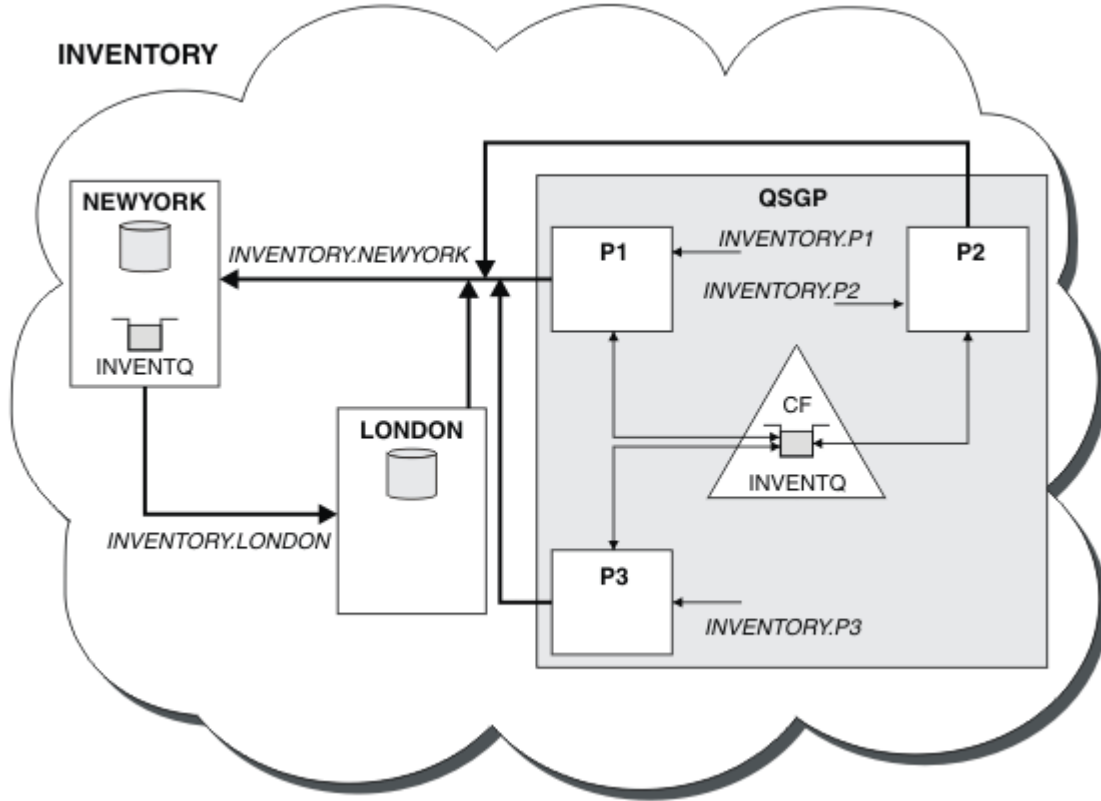 INVENTORY
NEWYORK
INVENTQ
INVENTORY.NEWYORK
INVENTORY.LONDON
LONDON
QSGP
P1
INVENTORY.P1
P2
INVENTORY.P2
CF
INVENTQ
P3
INVENTORY.P3